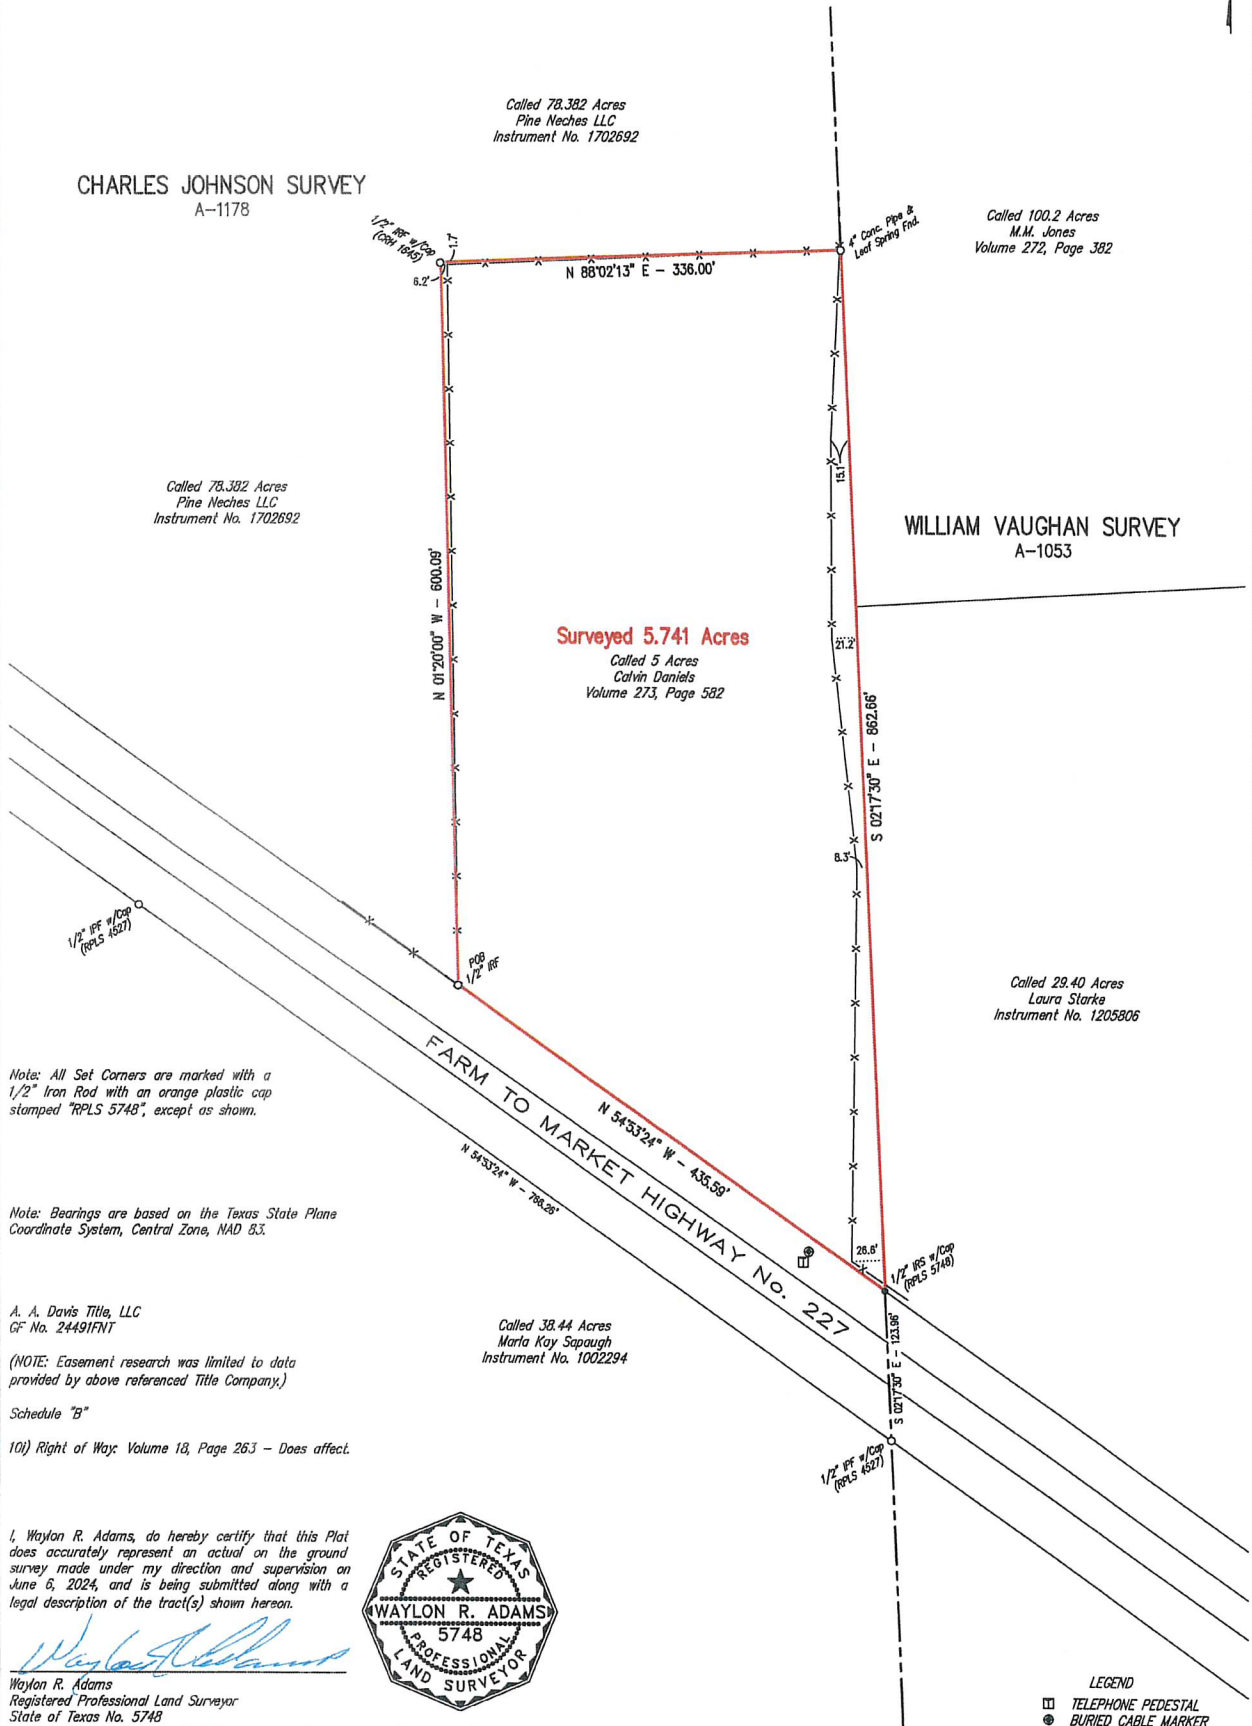 Called 78.382 Acres
Pine Neches LLC
Instrument No. 1702692
CHARLES JOHNSON SURVEY
A-1178
1/2" IRF w/Cap
(CRH 1645)
1.7'
6.2'
N 88°02'13" E - 336.00'
4" Conc. Pipe &
Leaf Spring Fnd.
Called 100.2 Acres
M.M. Jones
Volume 272, Page 382
Called 78.382 Acres
Pine Neches LLC
Instrument No. 1702692
15.1'
WILLIAM VAUGHAN SURVEY
A-1053
N 01°20'00" W - 600.09'
Surveyed 5.741 Acres
Called 5 Acres
Calvin Daniels
Volume 273, Page 582
21.2'
S 02°17'30" E - 862.66'
8.3'
1/2" IPF w/Cap
(RPLS 4527)
POB
1/2" IRF
Called 29.40 Acres
Laura Starke
Instrument No. 1205806
FARM TO MARKET HIGHWAY No. 227
N 54°53'24" W - 435.59'
N 54°53'24" W - 786.26'
Note: All Set Corners are marked with a
1/2" Iron Rod with an orange plastic cap
stamped "RPLS 5748", except as shown.
Note: Bearings are based on the Texas State Plane
Coordinate System, Central Zone, NAD 83.
26.6'
1/2" IRS w/Cap
(RPLS 5748)
S 02°17'30" E - 123.96'
A. A. Davis Title, LLC
GF No. 24491FNT
(NOTE: Easement research was limited to data
provided by above referenced Title Company.)
Schedule "B"
10i) Right of Way: Volume 18, Page 263 - Does affect.
Called 38.44 Acres
Marla Kay Sapaugh
Instrument No. 1002294
1/2" IPF w/Cap
(RPLS 4527)
I, Waylon R. Adams, do hereby certify that this Plat
does accurately represent an actual on the ground
survey made under my direction and supervision on
June 6, 2024, and is being submitted along with a
legal description of the tract(s) shown hereon.
Waylon R. Adams
Waylon R. Adams
Registered Professional Land Surveyor
State of Texas No. 5748
STATE OF TEXAS
REGISTERED
WAYLON R. ADAMS
5748
PROFESSIONAL
LAND SURVEYOR
LEGEND
TELEPHONE PEDESTAL
BURIED CABLE MARKER